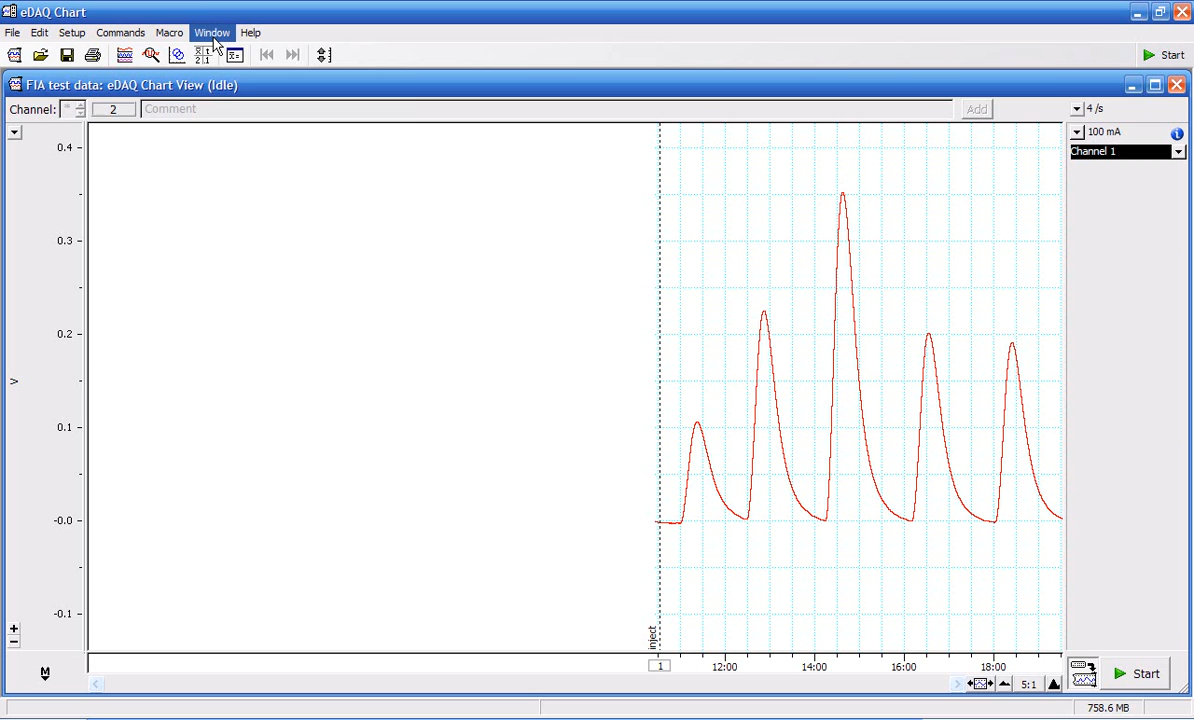 eDAQ Chart
File Edit Setup Commands Macro Window Help
Start
FIA test data: eDAQ Chart View (Idle)
Channel: 2 Comment Add 4 /s
100 mA
Channel 1
0.4
0.3
0.2
V
0.1
-0.0
-0.1
inject
1 12:00 14:00 16:00 18:00
M
5:1
Start
758.6 MB